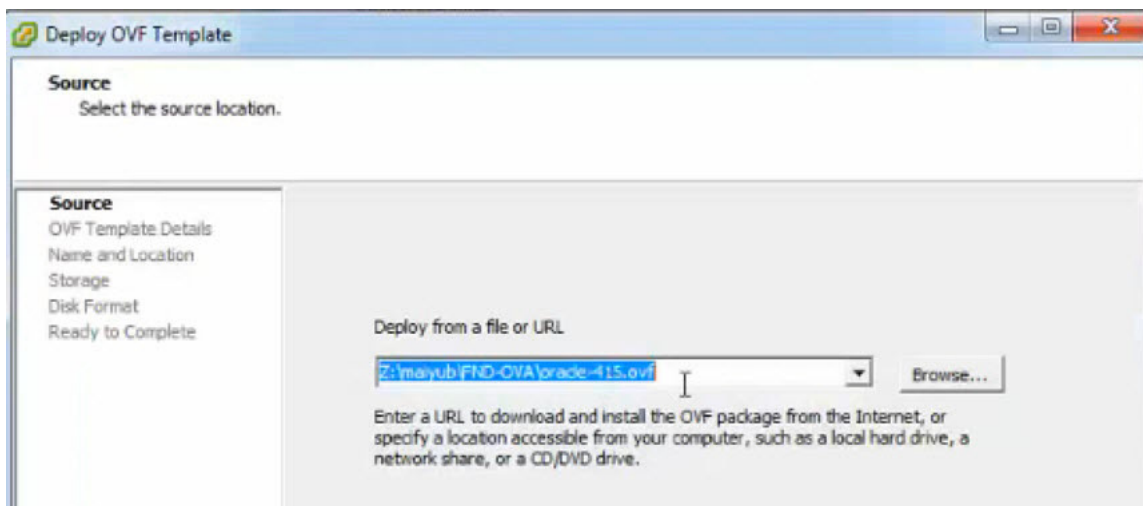 Deploy OVF Template
Source
Select the source location.
Source
OVF Template Details
Name and Location
Storage
Disk Format
Ready to Complete
Deploy from a file or URL
Z:\maiyub\FND-OVA\oracle-415.ovf
Browse...
Enter a URL to download and install the OVF package from the Internet, or
specify a location accessible from your computer, such as a local hard drive, a
network share, or a CD/DVD drive.